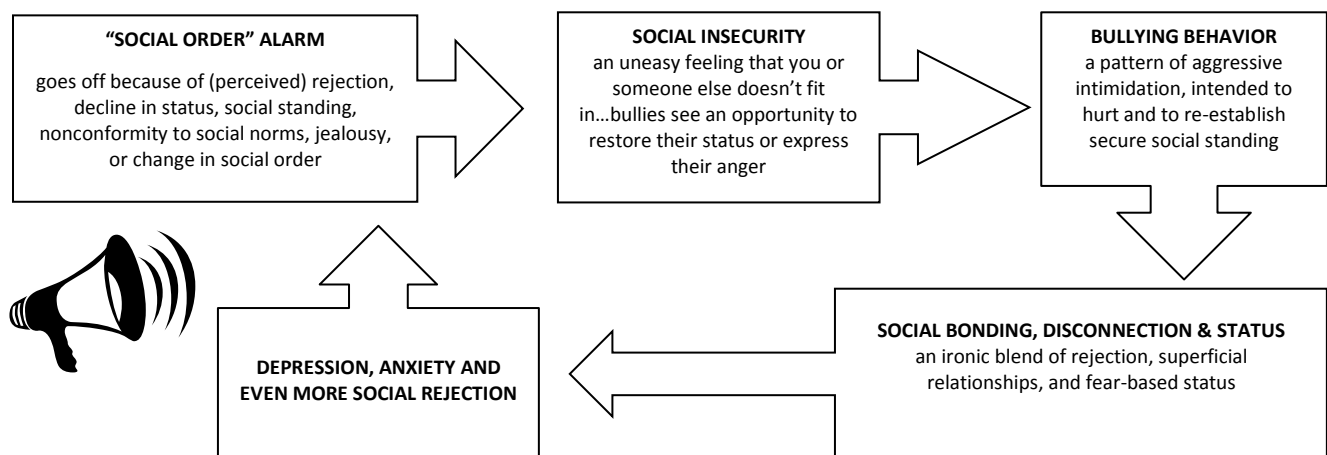 “SOCIAL ORDER” ALARM
goes off because of (perceived) rejection,
decline in status, social standing,
nonconformity to social norms, jealousy,
or change in social order
SOCIAL INSECURITY
an uneasy feeling that you or
someone else doesn’t fit
in…bullies see an opportunity to
restore their status or express
their anger
BULLYING BEHAVIOR
a pattern of aggressive
intimidation, intended to
hurt and to re-establish
secure social standing
SOCIAL BONDING, DISCONNECTION & STATUS
an ironic blend of rejection, superficial
relationships, and fear-based status
DEPRESSION, ANXIETY AND
EVEN MORE SOCIAL REJECTION